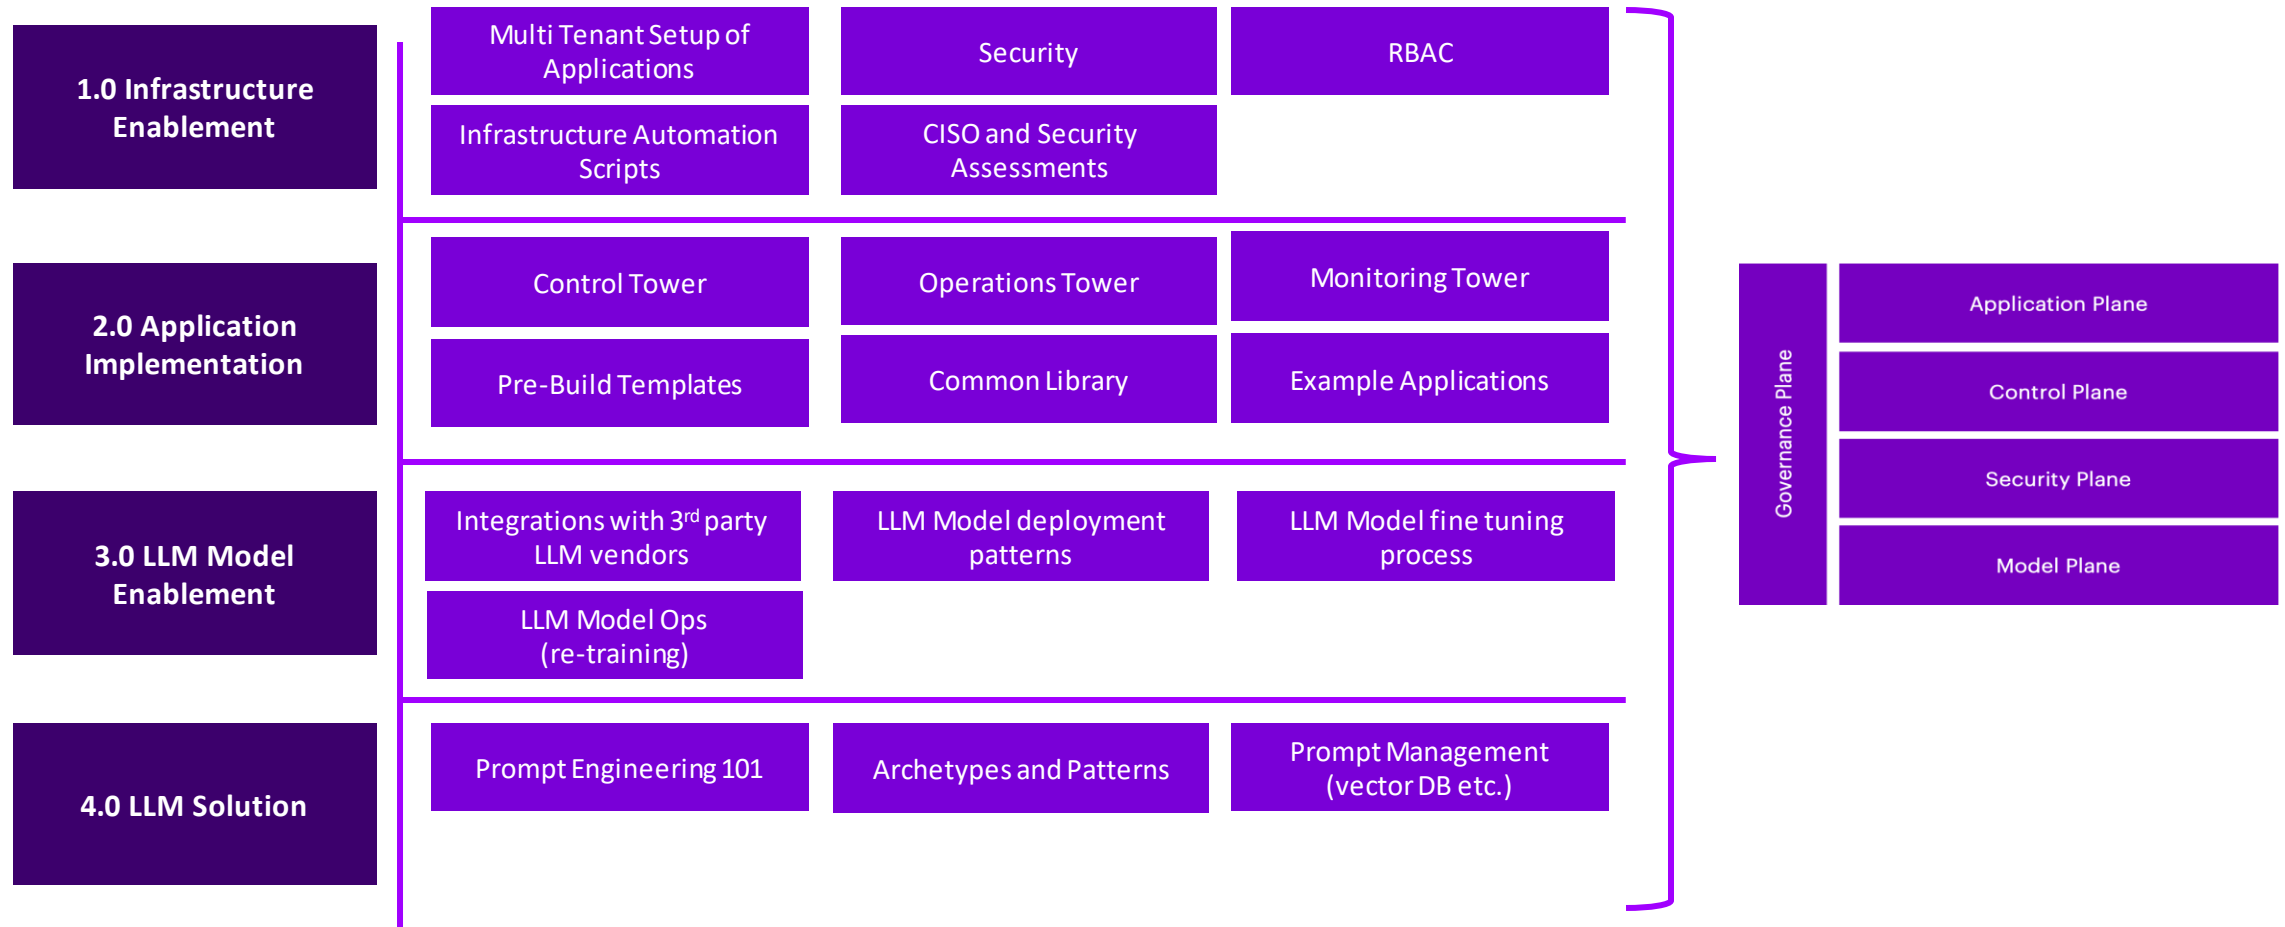 1.0 Infrastructure
Enablement
Multi Tenant Setup of
Applications
Security
RBAC
Infrastructure Automation
Scripts
CISO and Security
Assessments
2.0 Application
Implementation
Control Tower
Operations Tower
Monitoring Tower
Pre-Build Templates
Common Library
Example Applications
3.0 LLM Model
Enablement
Integrations with 3rd party
LLM vendors
LLM Model deployment
patterns
LLM Model fine tuning
process
LLM Model Ops
(re-training)
4.0 LLM Solution
Prompt Engineering 101
Archetypes and Patterns
Prompt Management
(vector DB etc.)
Governance Plane
Application Plane
Control Plane
Security Plane
Model Plane